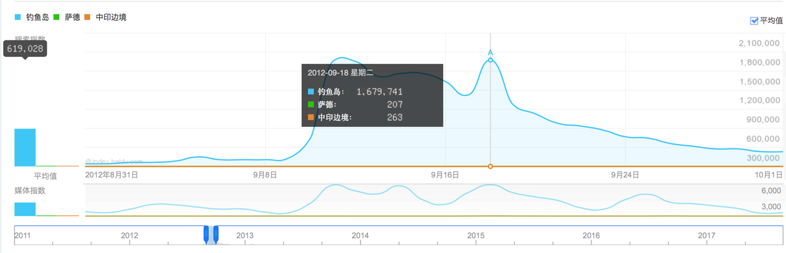 钓鱼岛 萨德 中印边境
平均值
搜索指数
619,028
2,100,000
1,800,000
1,500,000
1,200,000
900,000
600,000
300,000
A
2012-09-18 星期二
钓鱼岛： 1,679,741
萨德： 207
中印边境： 263
平均值
2012年8月31日 9月8日 9月16日 9月24日 10月1日
媒体指数
6,000
3,000
2011 2012 2013 2014 2015 2016 2017